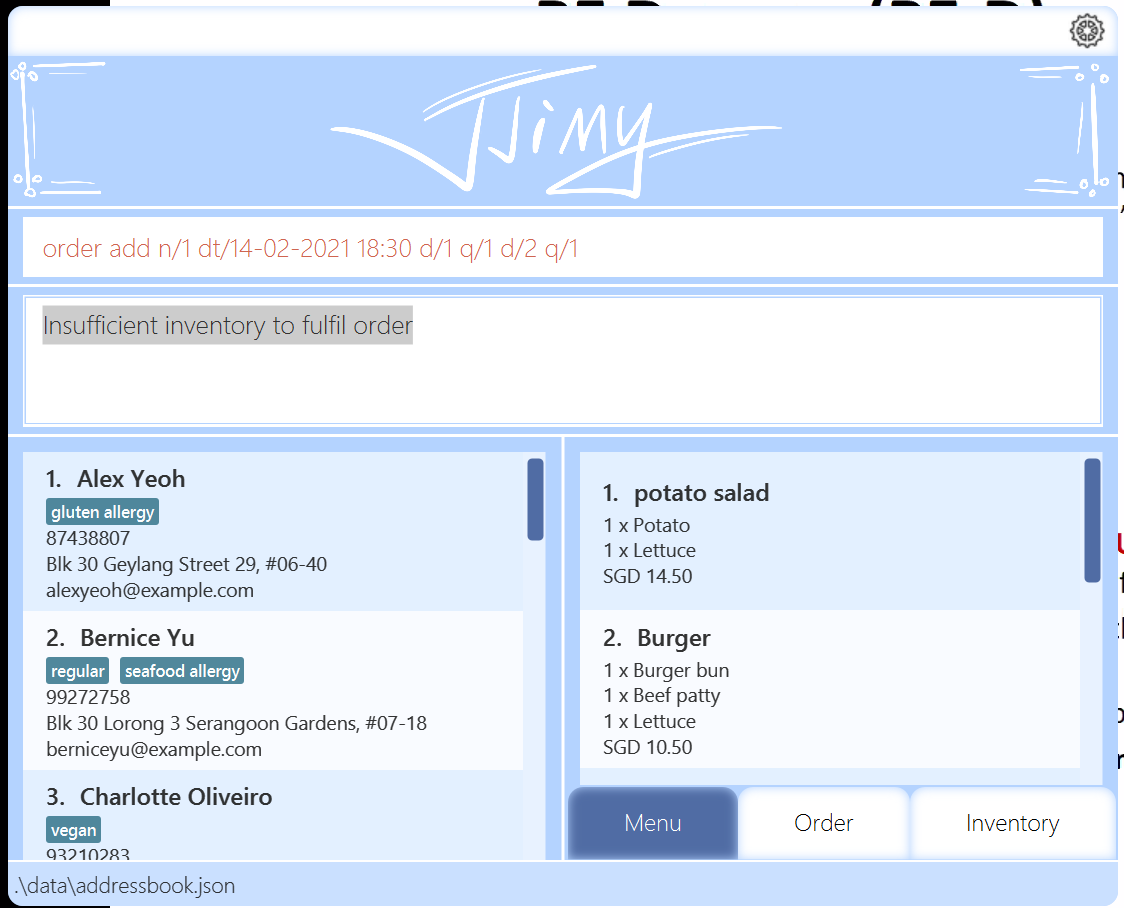 JJIMY
order add n/1 dt/14-02-2021 18:30 d/1 q/1 d/2 q/1
Insufficient inventory to fulfil order
1. Alex Yeoh
gluten allergy
87438807
Blk 30 Geylang Street 29, #06-40
alexyeoh@example.com
2. Bernice Yu
regular seafood allergy
99272758
Blk 30 Lorong 3 Serangoon Gardens, #07-18
berniceyu@example.com
3. Charlotte Oliveiro
vegan
93210283
1. potato salad
1 x Potato
1 x Lettuce
SGD 14.50
2. Burger
1 x Burger bun
1 x Beef patty
1 x Lettuce
SGD 10.50
Menu Order Inventory
.\data\addressbook.json